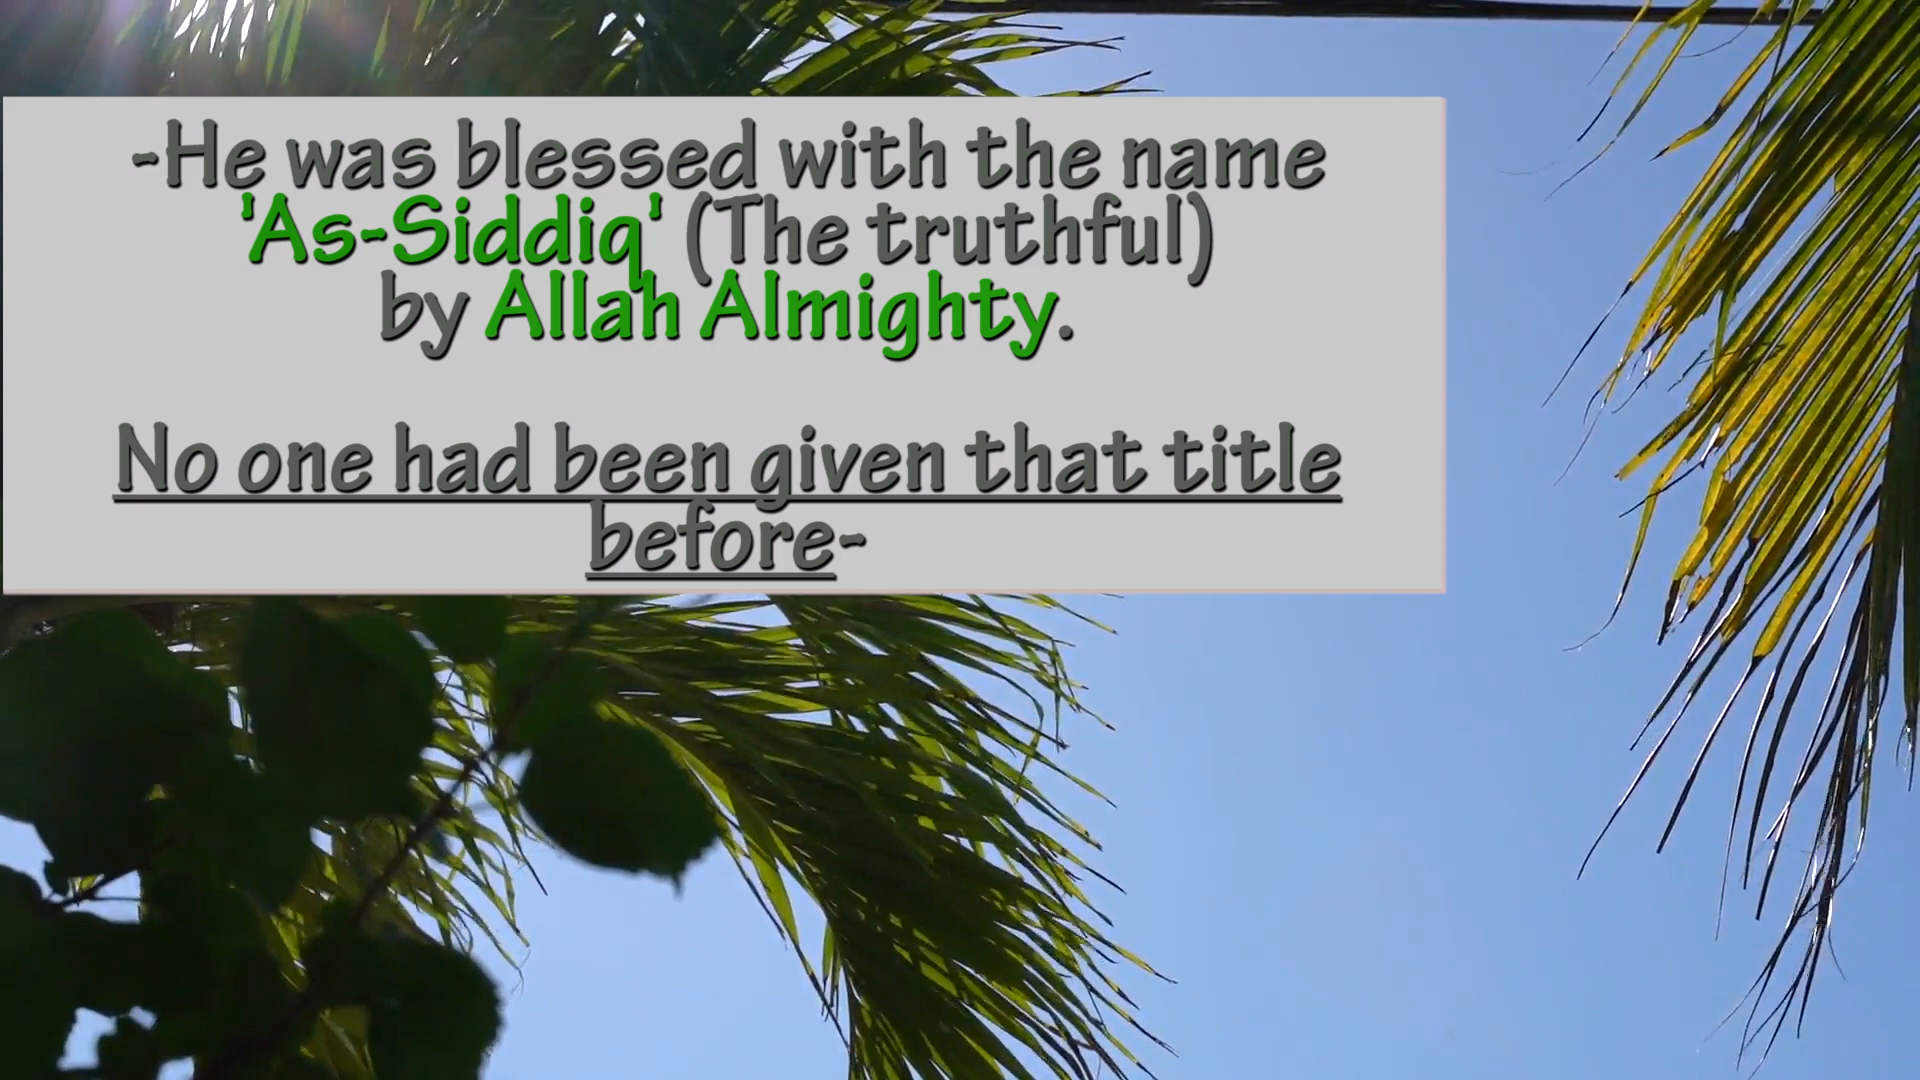 -He was blessed with the name
'As-Siddiq' (The truthful)
by Allah Almighty.
No one had been given that title
before-